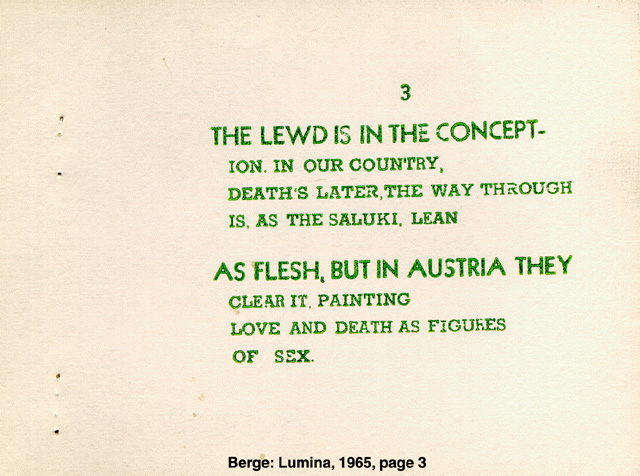 3
THE LEWD IS IN THE CONCEPT-
ION. IN OUR COUNTRY,
DEATH'S LATER, THE WAY THROUGH
IS, AS THE SALUKI, LEAN
AS FLESH, BUT IN AUSTRIA THEY
CLEAR IT, PAINTING
LOVE AND DEATH AS FIGURES
OF SEX.
Berge: Lumina, 1965, page 3